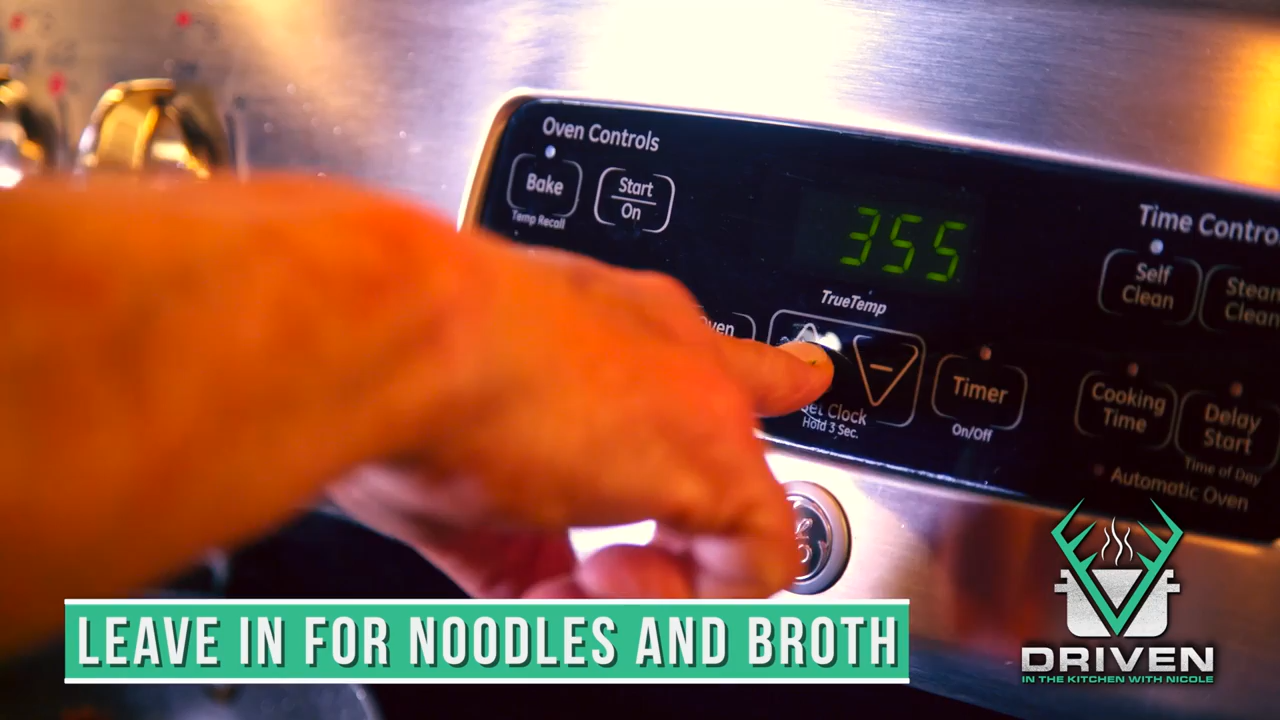 Oven Controls
Bake
Temp Recall
Start
On
355
TrueTemp
Set Clock
Hold 3 Sec.
Timer
On/Off
Time Contro
Self
Clean
Steam
Clean
Cooking
Time
Delay
Start
Time of Day
Automatic Oven
LEAVE IN FOR NOODLES AND BROTH
DRIVEN
IN THE KITCHEN WITH NICOLE